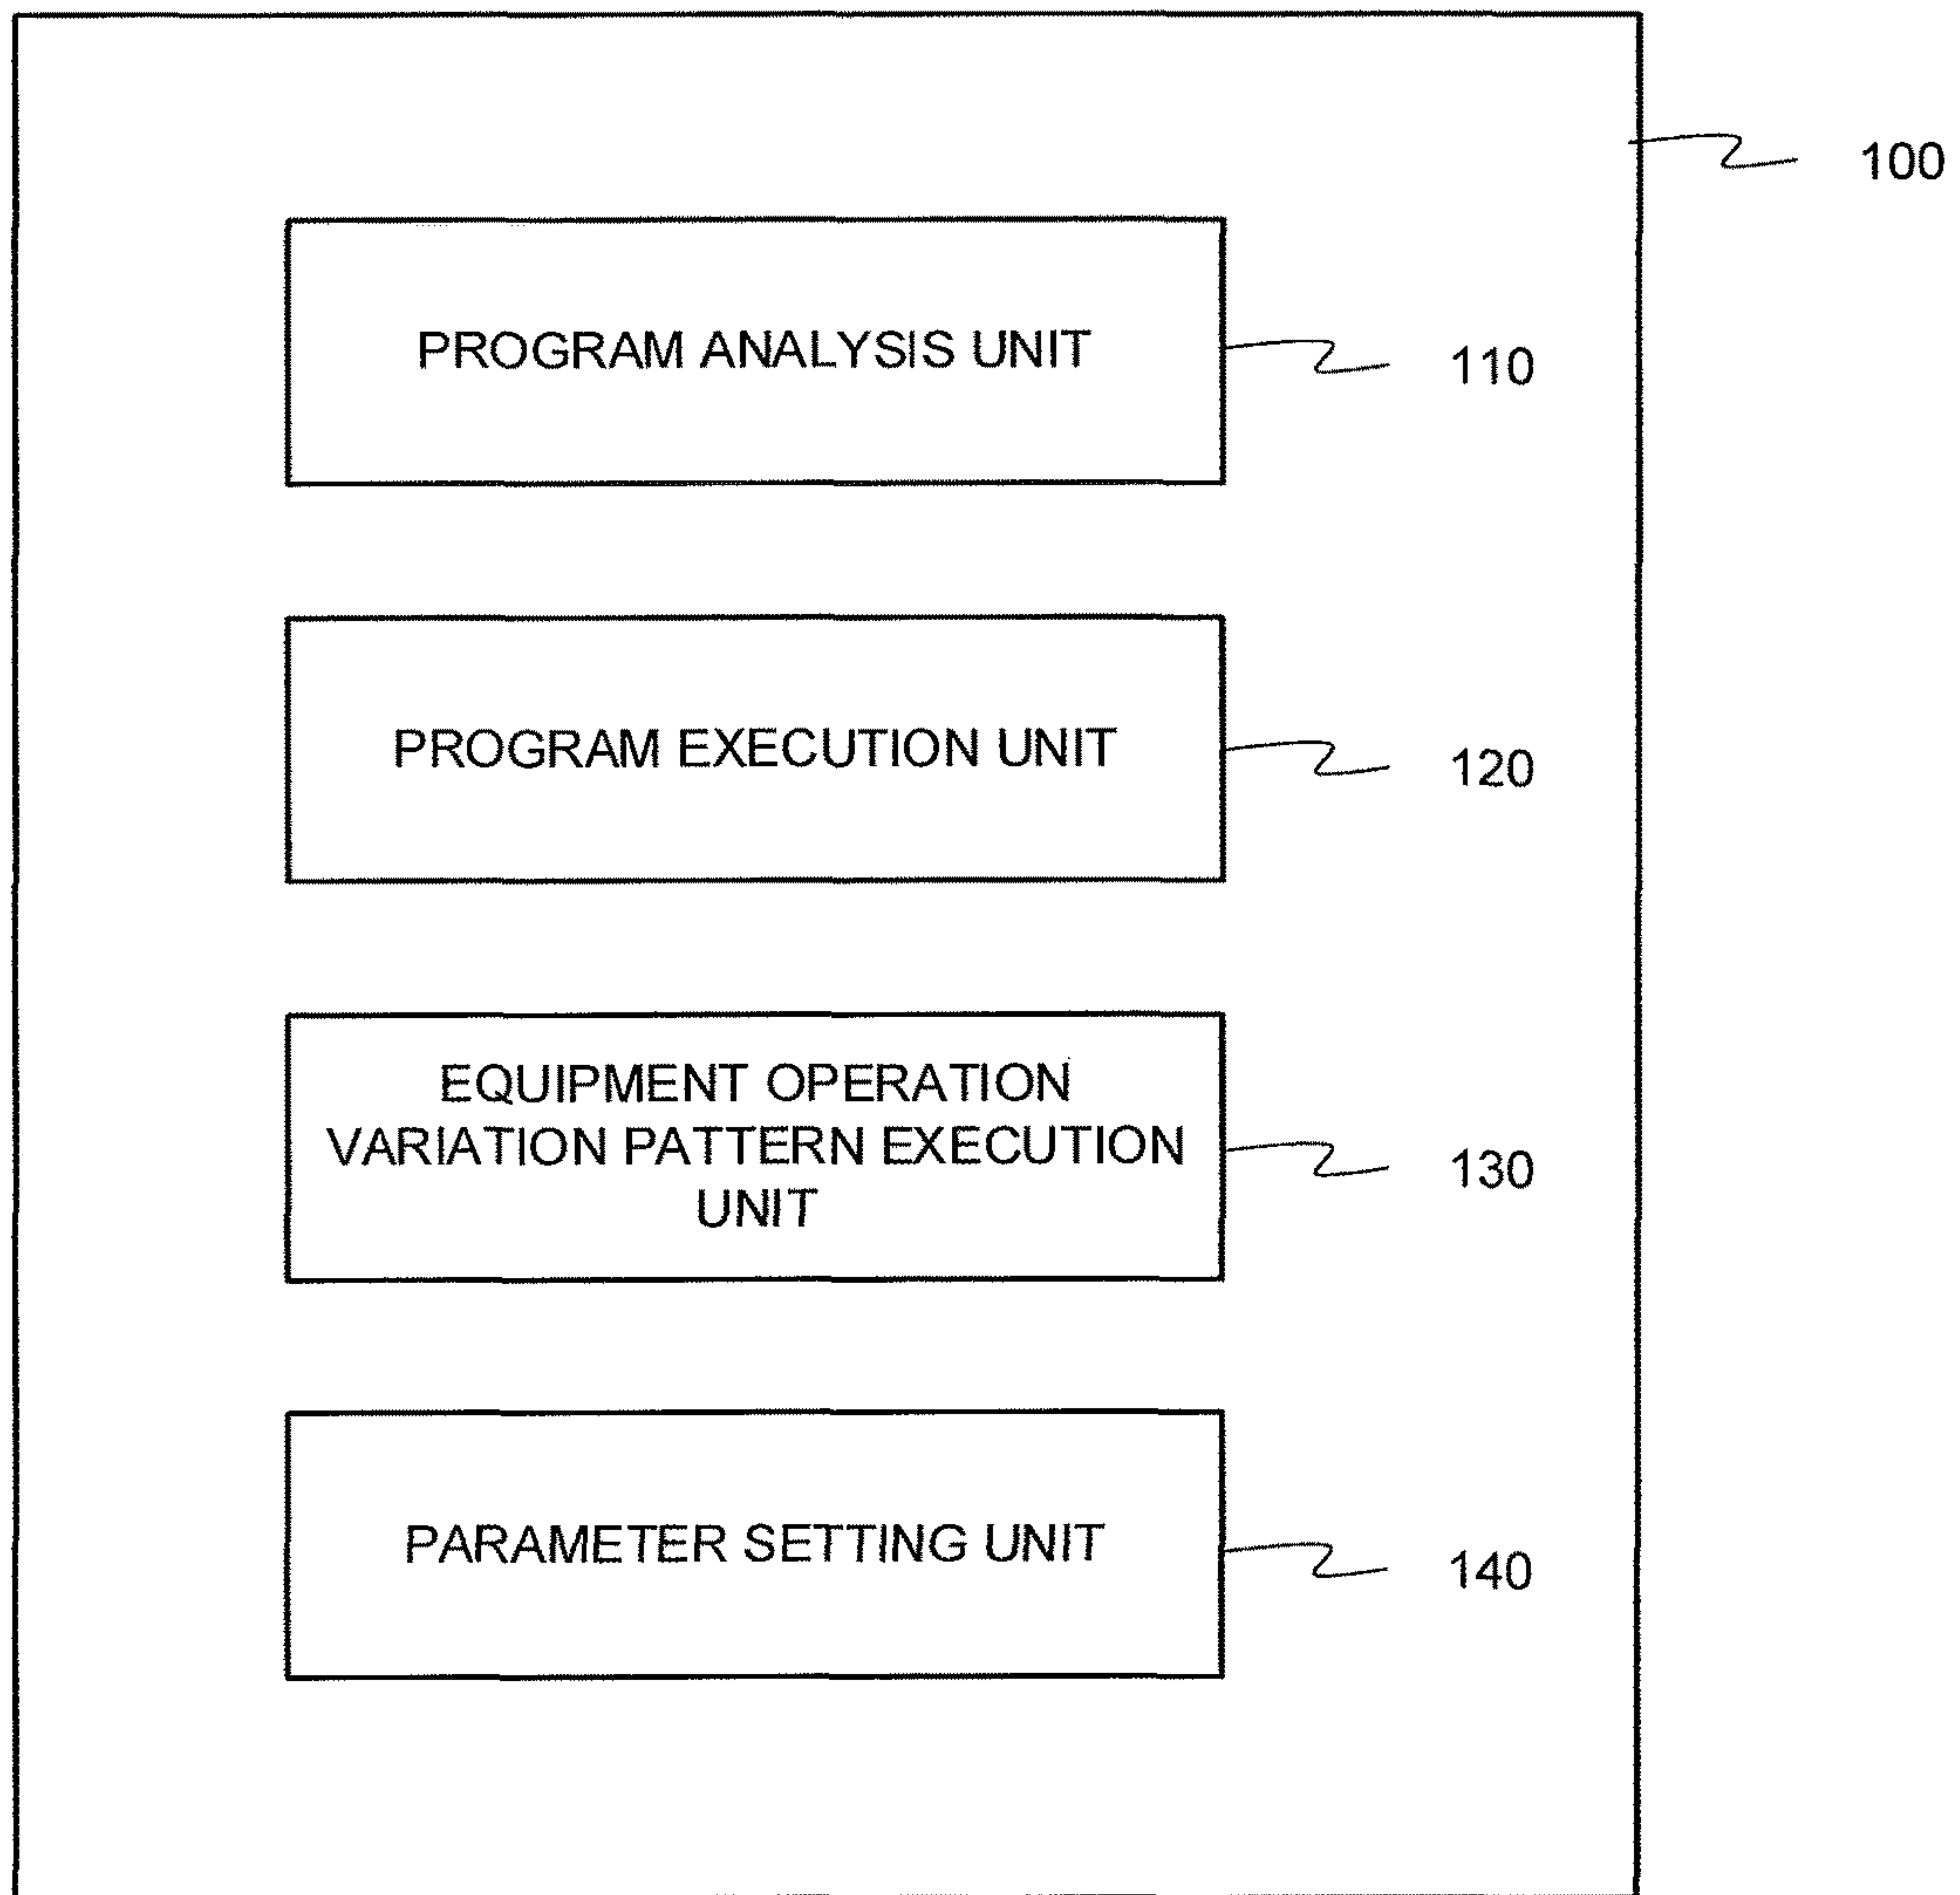 100
PROGRAM ANALYSIS UNIT
110
PROGRAM EXECUTION UNIT
120
EQUIPMENT OPERATION
VARIATION PATTERN EXECUTION
UNIT
130
PARAMETER SETTING UNIT
140